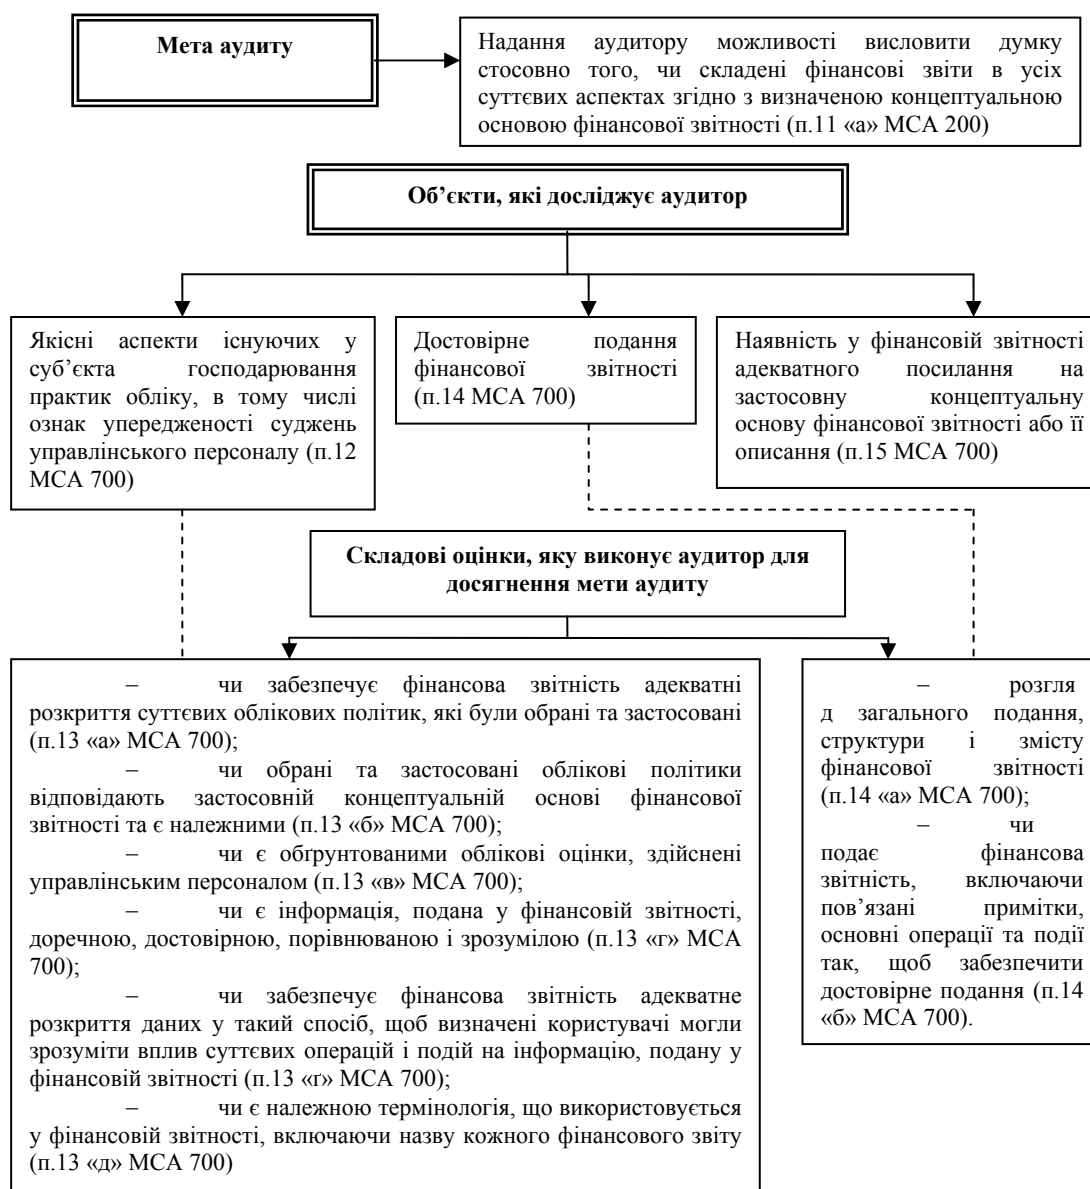 Мета аудиту
Надання аудитору можливості висловити думку
стосовно того, чи складені фінансові звіти в усіх
суттєвих аспектах згідно з визначеною концептуальною
основою фінансової звітності (п.11 «а» МСА 200)
Об’єкти, які досліджує аудитор
Якісні аспекти існуючих у
суб’єкта господарювання
практик обліку, в тому числі
ознак упередженості суджень
управлінського персоналу (п.12
МСА 700)
Достовірне подання
фінансової звітності
(п.14 МСА 700)
Наявність у фінансовій звітності
адекватного посилання на
застосовну концептуальну
основу фінансової звітності або її
описання (п.15 МСА 700)
Складові оцінки, яку виконує аудитор для
досягнення мети аудиту
– чи забезпечує фінансова звітність адекватні
розкриття суттєвих облікових політик, які були обрані та застосовані
(п.13 «а» МСА 700);
– чи обрані та застосовані облікові політики
відповідають застосовній концептуальній основі фінансової
звітності та є належними (п.13 «б» МСА 700);
– чи є обґрунтованими облікові оцінки, здійснені
управлінським персоналом (п.13 «в» МСА 700);
– чи є інформація, подана у фінансовій звітності,
доречною, достовірною, порівнюваною і зрозумілою (п.13 «г» МСА
700);
– чи забезпечує фінансова звітність адекватне
розкриття даних у такий спосіб, щоб визначені користувачі могли
зрозуміти вплив суттєвих операцій і подій на інформацію, подану у
фінансовій звітності (п.13 «ґ» МСА 700);
– чи є належною термінологія, що використовується
у фінансовій звітності, включаючи назву кожного фінансового звіту
(п.13 «д» МСА 700)
– розгля
д загального подання,
структури і змісту
фінансової звітності
(п.14 «а» МСА 700);
– чи
подає фінансова
звітність, включаючи
пов’язані примітки,
основні операції та події
так, щоб забезпечити
достовірне подання (п.14
«б» МСА 700).